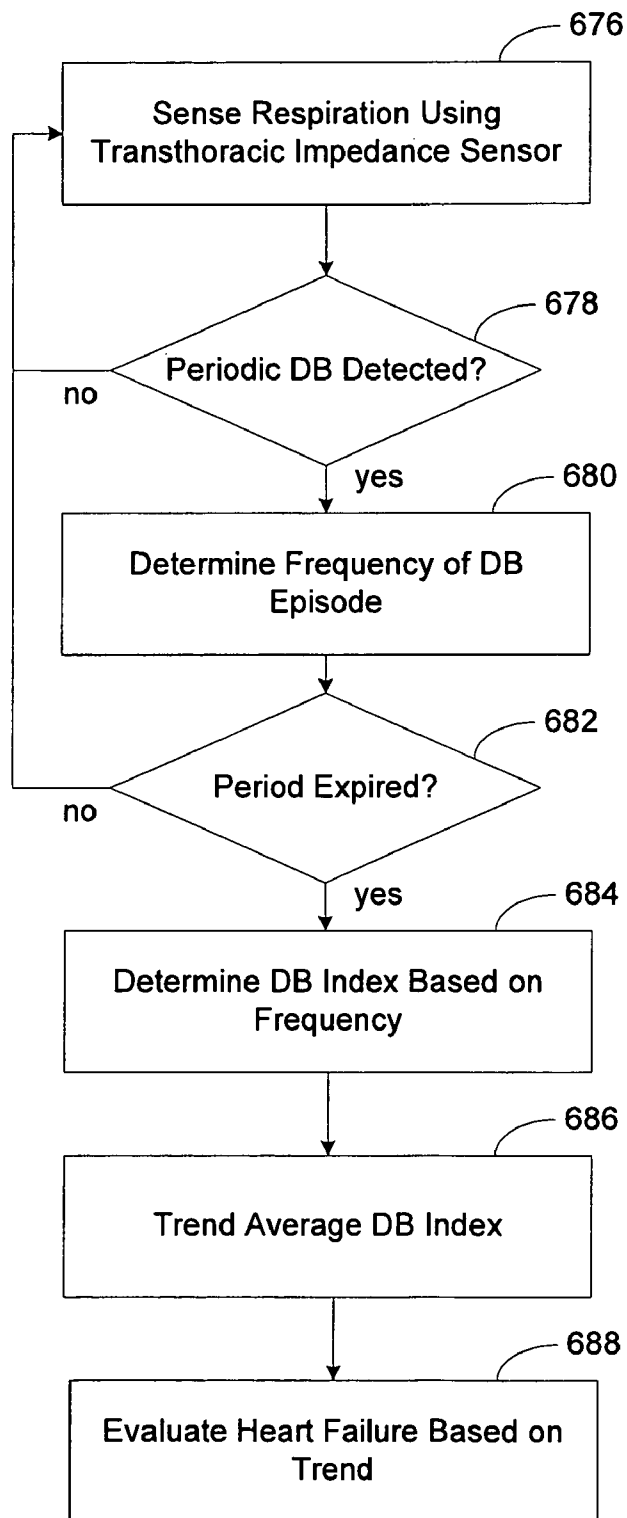 676
Sense Respiration Using
Transthoracic Impedance Sensor
678
Periodic DB Detected?
no
yes
680
Determine Frequency of DB
Episode
682
Period Expired?
no
yes
684
Determine DB Index Based on
Frequency
686
Trend Average DB Index
688
Evaluate Heart Failure Based on
Trend